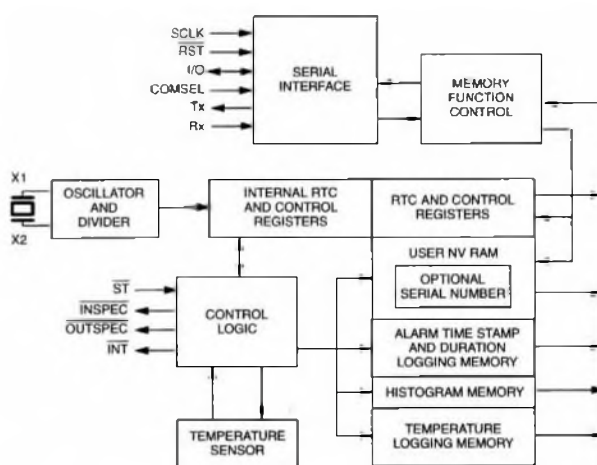 SCLK
RST
I/O
COMSEL
Tx
Rx
SERIAL
INTERFACE
MEMORY
FUNCTION
CONTROL
X1
X2
OSCILLATOR
AND
DIVIDER
INTERNAL RTC
AND CONTROL
REGISTERS
RTC AND CONTROL
REGISTERS
USER NV RAM
OPTIONAL
SERIAL NUMBER
ST
INSPEC
OUTSPEC
INT
CONTROL
LOGIC
ALARM TIME STAMP
AND DURATION
LOGGING MEMORY
HISTOGRAM MEMORY
TEMPERATURE
SENSOR
TEMPERATURE
LOGGING MEMORY